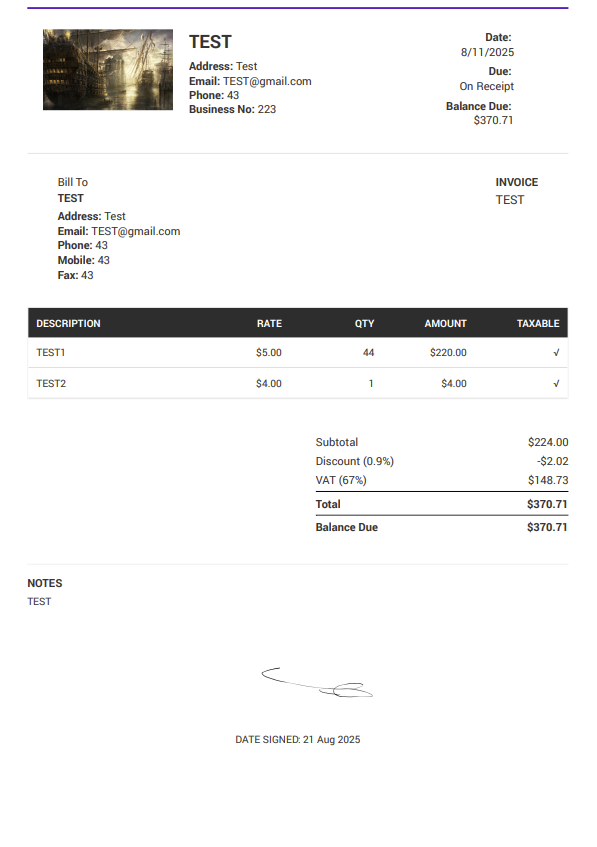 TEST
Address: Test
Email: TEST@gmail.com
Phone: 43
Business No: 223
Date:
8/11/2025
Due:
On Receipt
Balance Due:
$370.71
Bill To
TEST
Address: Test
Email: TEST@gmail.com
Phone: 43
Mobile: 43
Fax: 43
INVOICE
TEST
DESCRIPTION RATE QTY AMOUNT TAXABLE
TEST1 $5.00 44 $220.00 √
TEST2 $4.00 1 $4.00 √
Subtotal $224.00
Discount (0.9%) -$2.02
VAT (67%) $148.73
Total $370.71
Balance Due $370.71
NOTES
TEST
DATE SIGNED: 21 Aug 2025